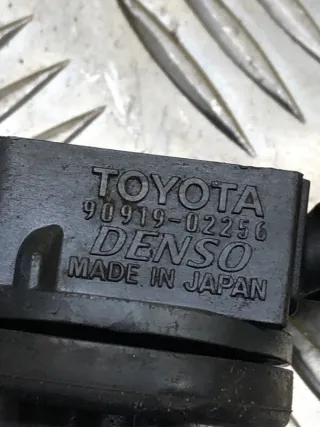 TOYOTA
90919-02256
DENSO
MADE IN JAPAN